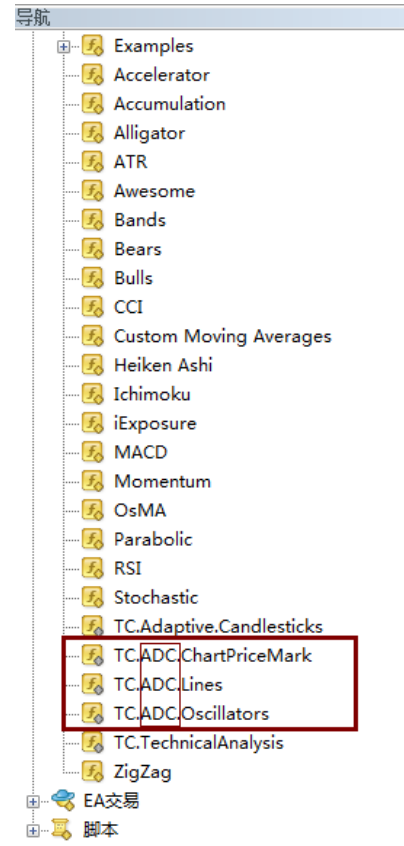 导航
Examples
Accelerator
Accumulation
Alligator
ATR
Awesome
Bands
Bears
Bulls
CCI
Custom Moving Averages
Heiken Ashi
Ichimoku
iExposure
MACD
Momentum
OsMA
Parabolic
RSI
Stochastic
TC.Adaptive.Candlesticks
TC.ADC.ChartPriceMark
TC.ADC.Lines
TC.ADC.Oscillators
TC.TechnicalAnalysis
ZigZag
EA交易
脚本